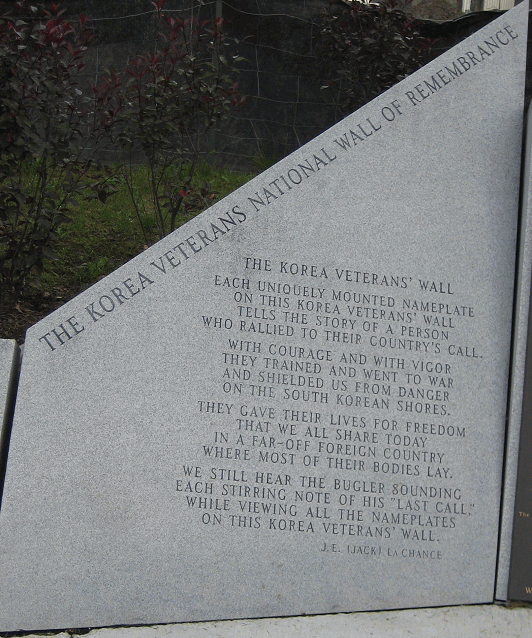 THE KOREA VETERANS NATIONAL WALL OF REMEMBRANCE
THE KOREA VETERANS' WALL
EACH UNIQUELY MOUNTED NAMEPLATE
ON THIS KOREA VETERANS' WALL
TELLS THE STORY OF A PERSON
WHO RALLIED TO THEIR COUNTRY'S CALL.
WITH COURAGE AND WITH VIGOR
THEY TRAINED AND WENT TO WAR
AND SHIELDED US FROM DANGER
ON THE SOUTH KOREAN SHORES.
THEY GAVE THEIR LIVES FOR FREEDOM
THAT WE ALL SHARE TODAY
IN A FAR-OFF FOREIGN COUNTRY
WHERE MOST OF THEIR BODIES LAY.
WE STILL HEAR THE BUGLER SOUNDING
EACH STIRRING NOTE OF HIS "LAST CALL."
WHILE VIEWING ALL THE NAMEPLATES
ON THIS KOREA VETERANS' WALL.
J.E. (JACK) LA CHANCE
The
W